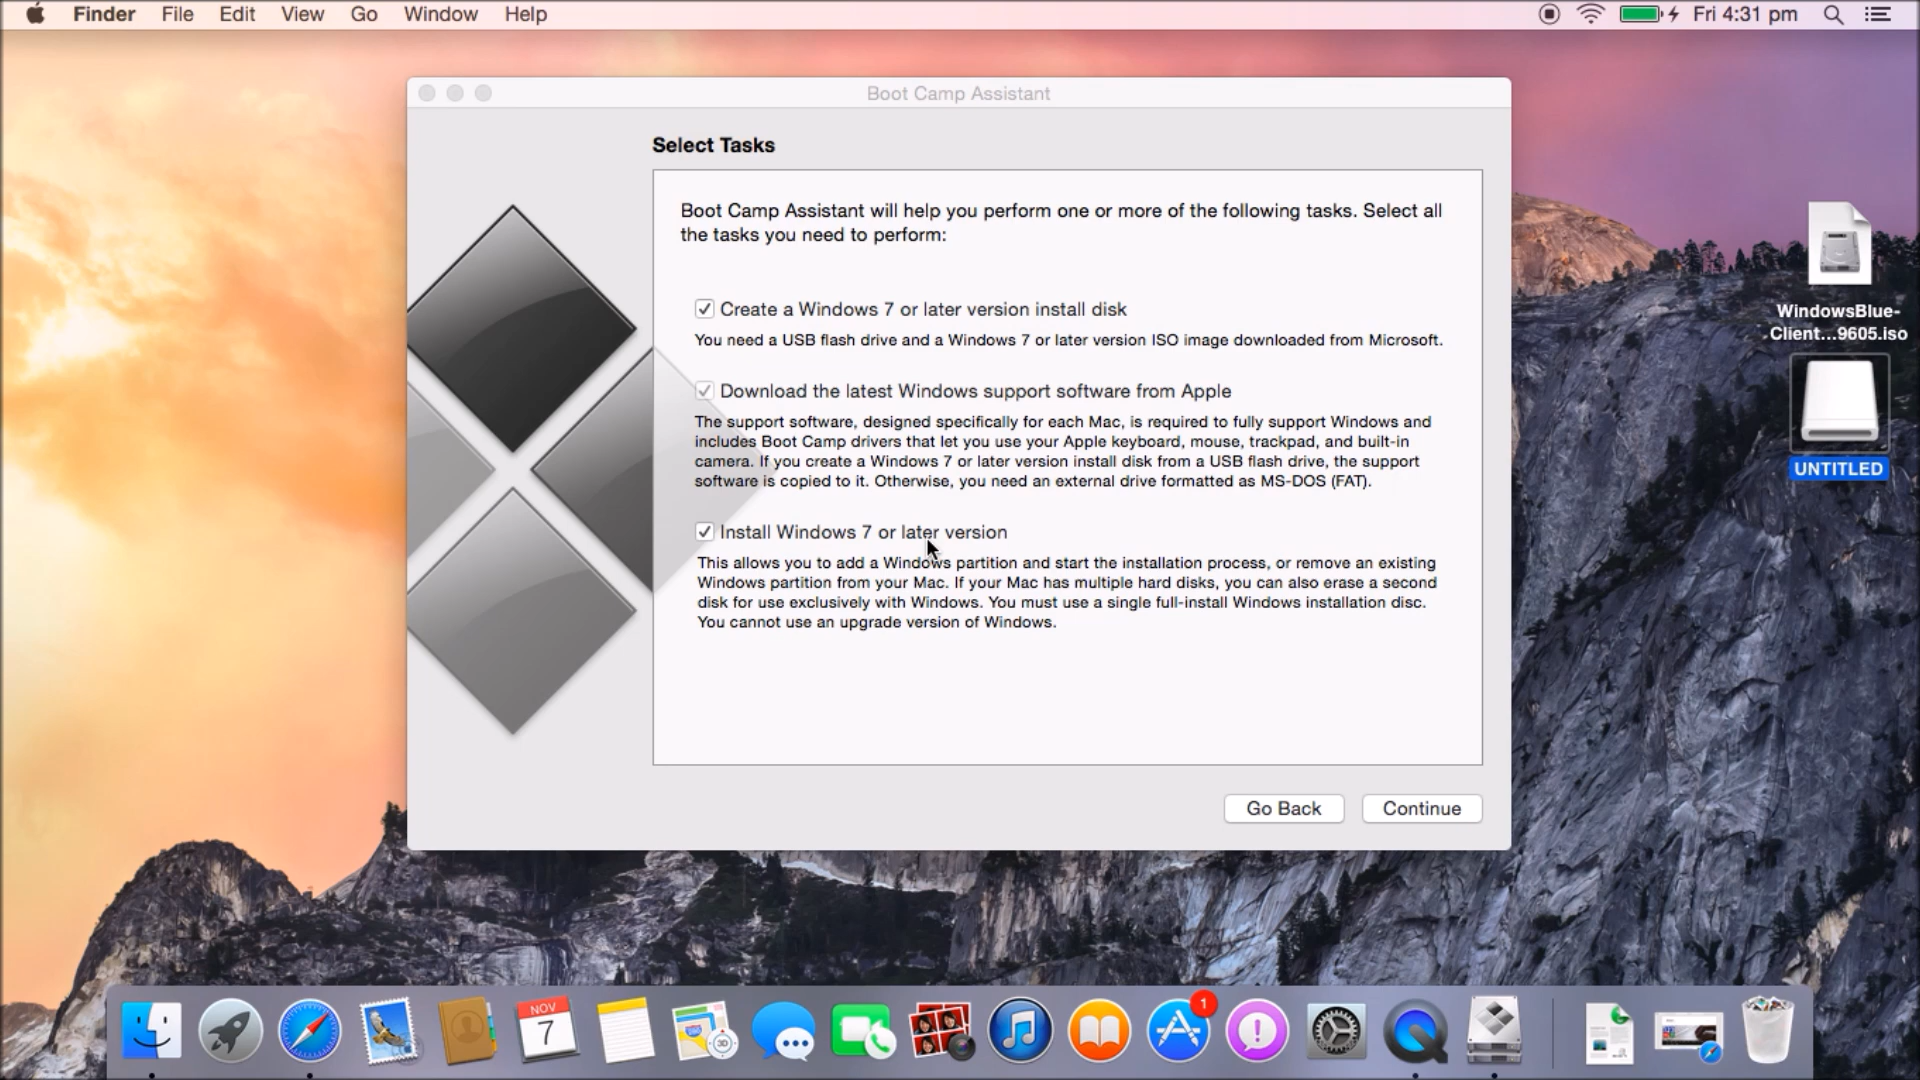 Finder File Edit View Go Window Help Fri 4:31 pm
Boot Camp Assistant
Select Tasks
Boot Camp Assistant will help you perform one or more of the following tasks. Select all
the tasks you need to perform:
Create a Windows 7 or later version install disk
You need a USB flash drive and a Windows 7 or later version ISO image downloaded from Microsoft.
Download the latest Windows support software from Apple
The support software, designed specifically for each Mac, is required to fully support Windows and
includes Boot Camp drivers that let you use your Apple keyboard, mouse, trackpad, and built-in
camera. If you create a Windows 7 or later version install disk from a USB flash drive, the support
software is copied to it. Otherwise, you need an external drive formatted as MS-DOS (FAT).
Install Windows 7 or later version
This allows you to add a Windows partition and start the installation process, or remove an existing
Windows partition from your Mac. If your Mac has multiple hard disks, you can also erase a second
disk for use exclusively with Windows. You must use a single full-install Windows installation disc.
You cannot use an upgrade version of Windows.
Go Back Continue
WindowsBlue-
Client...9605.iso
UNTITLED
NOV
7
3D
1